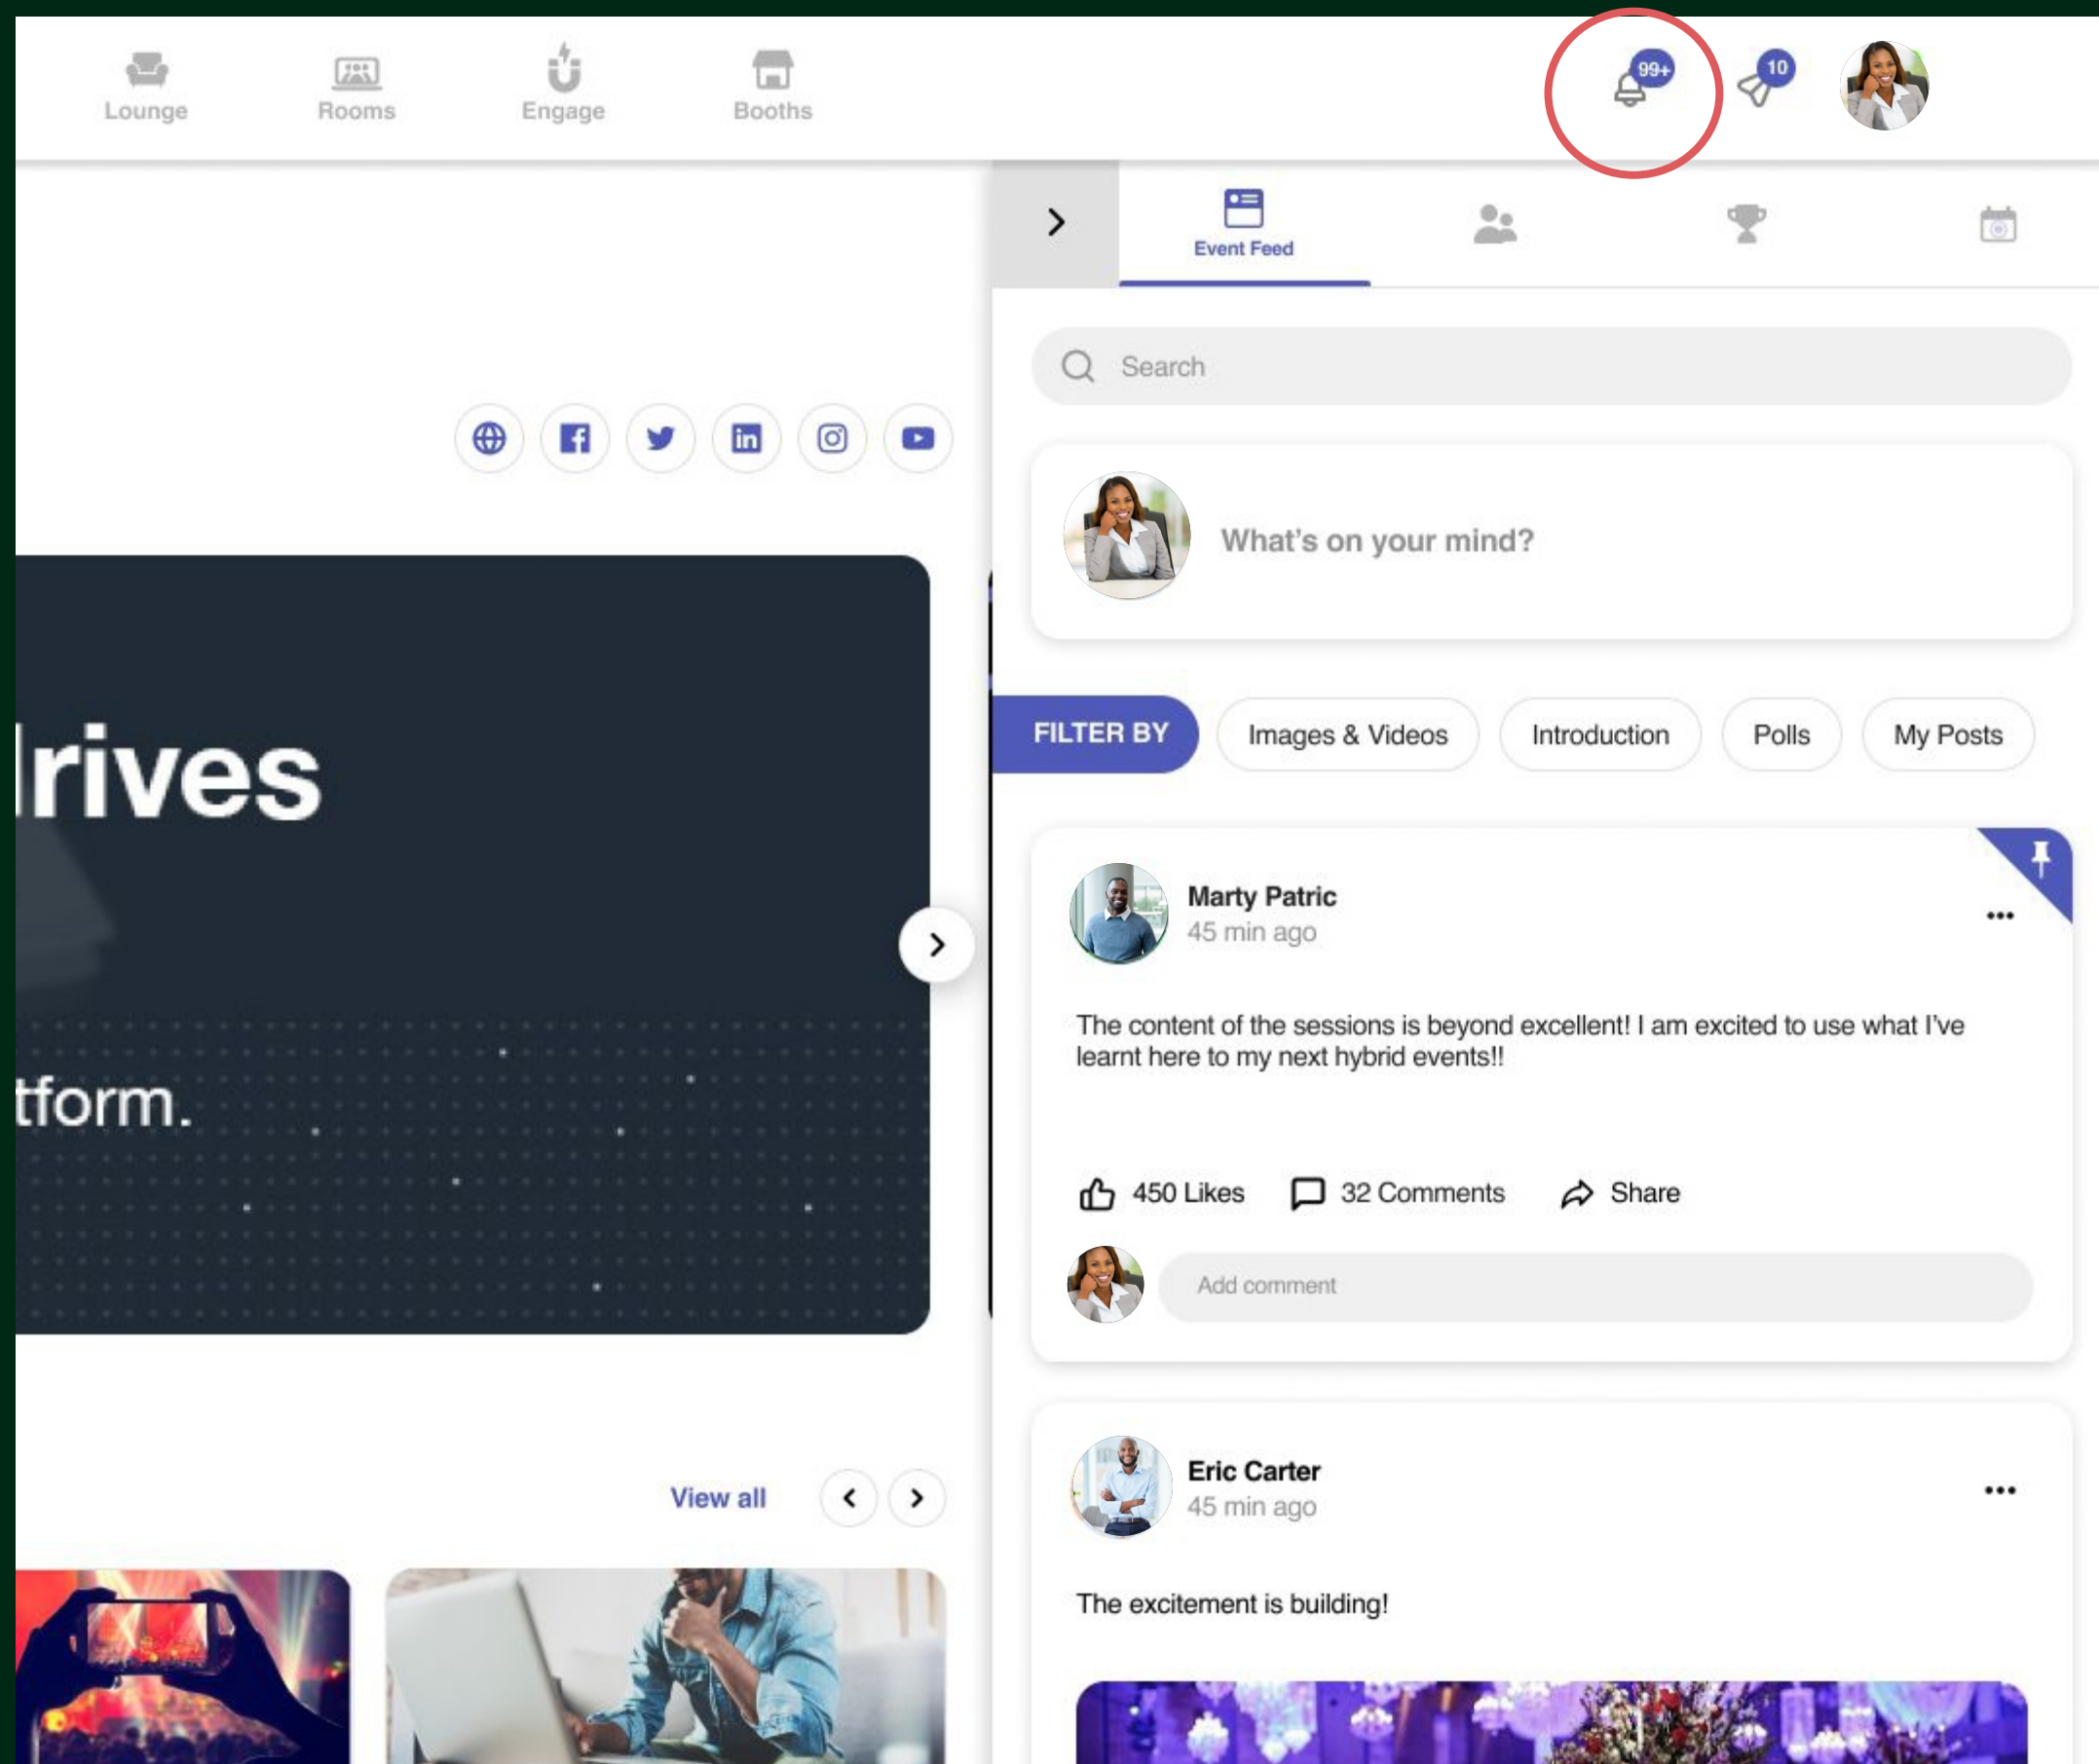 Lounge
Rooms
Engage
Booths
99+
10
Event Feed
Search
What's on your mind?
FILTER BY
Images & Videos
Introduction
Polls
My Posts
rives
tform.
Marty Patric
45 min ago
The content of the sessions is beyond excellent! I am excited to use what I've
learnt here to my next hybrid events!!
450 Likes
32 Comments
Share
Add comment
View all
Eric Carter
45 min ago
The excitement is building!